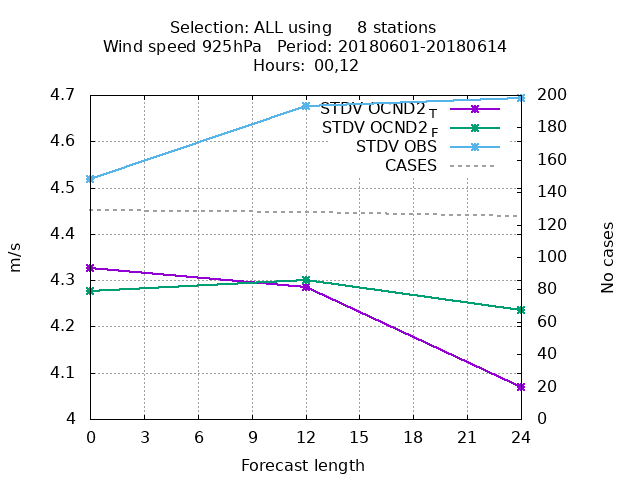 Selection: ALL using     8 stations
Wind speed 925hPa   Period: 20180601-20180614
Hours:  00,12
4.7
4.6
4.5
4.4
4.3
4.2
4.1
4
200
180
160
140
120
100
80
60
40
20
0
STDV OCND2 T
STDV OCND2 F
STDV OBS
CASES
m/s
No cases
0 3 6 9 12 15 18 21 24
Forecast length